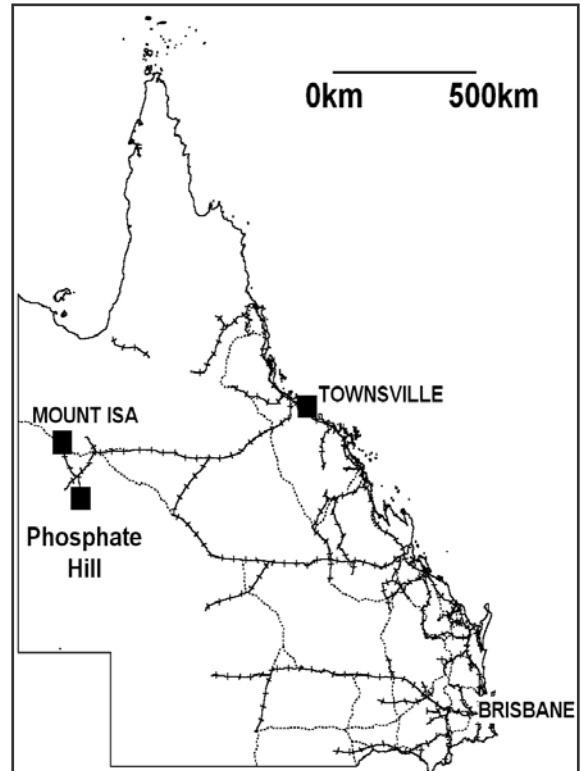 0km 500km
TOWNSVILLE
MOUNT ISA
Phosphate
Hill
BRISBANE